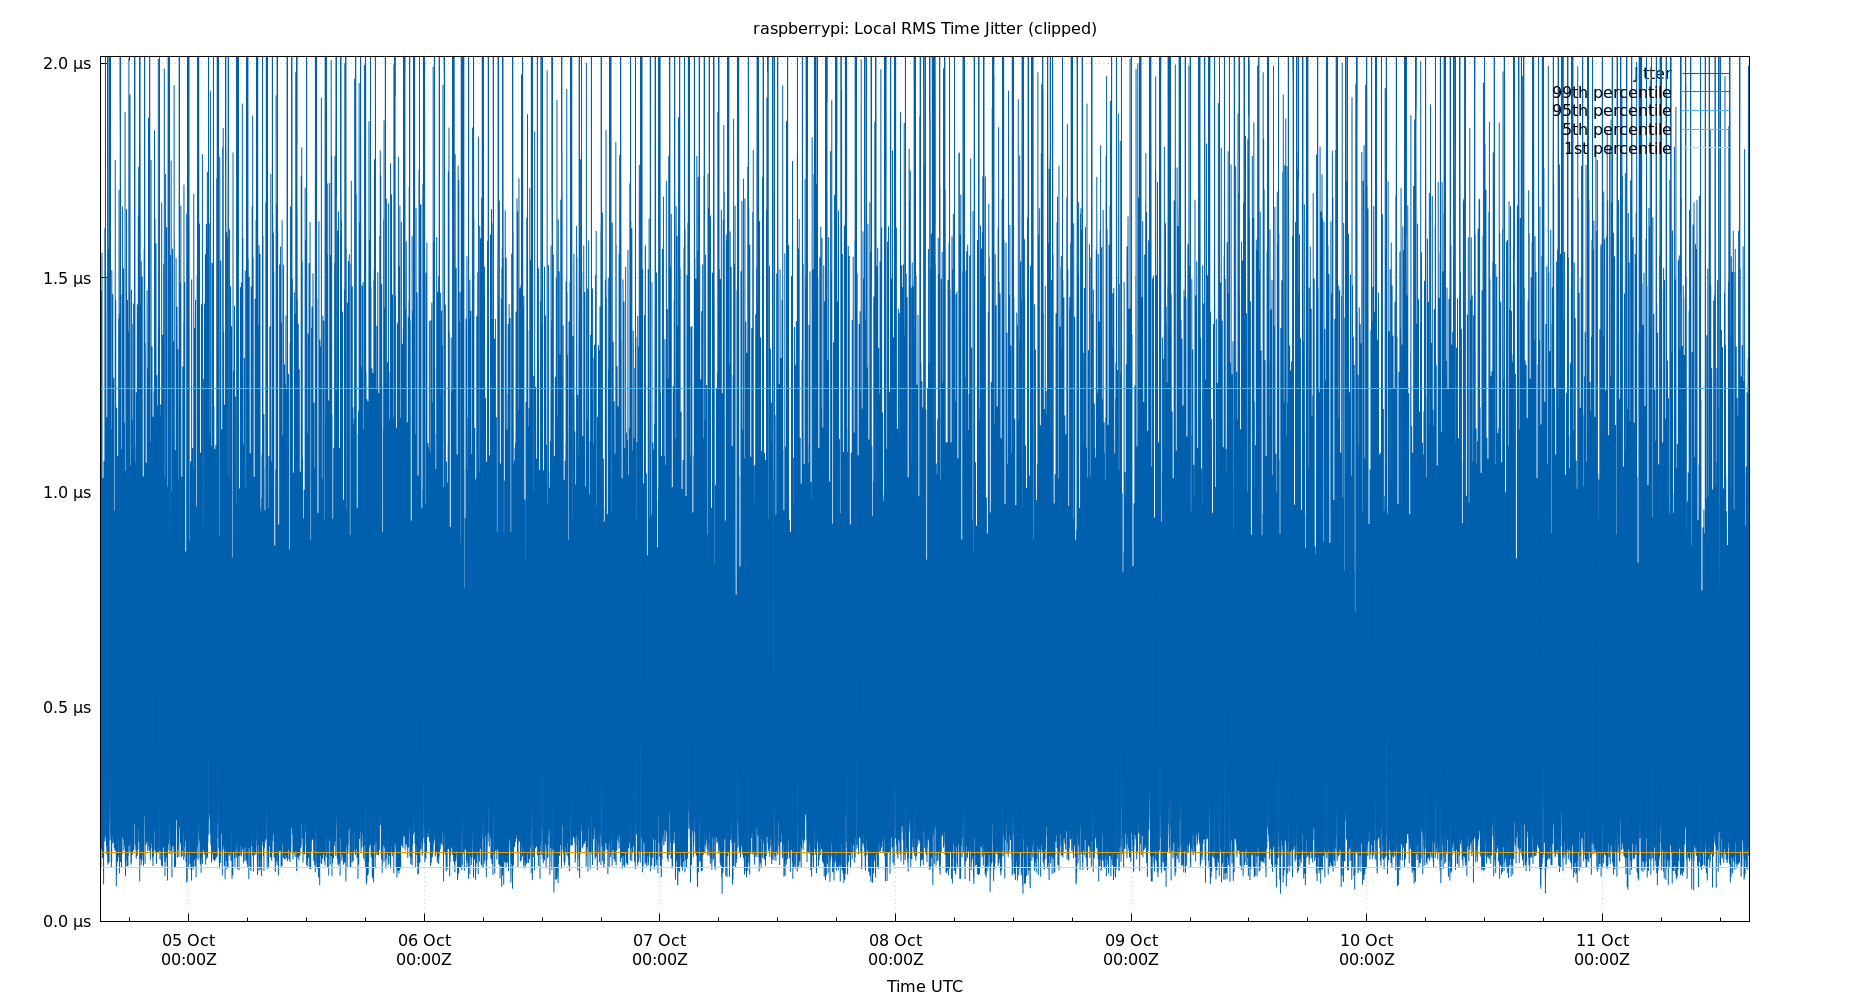 raspberrypi: Local RMS Time Jitter (clipped)
2.0 µs
1.5 µs
1.0 µs
0.5 µs
0.0 µs
Jitter
99th percentile
95th percentile
5th percentile
1st percentile
05 Oct 06 Oct 07 Oct 08 Oct 09 Oct 10 Oct 11 Oct
00:00Z 00:00Z 00:00Z 00:00Z 00:00Z 00:00Z 00:00Z
Time UTC